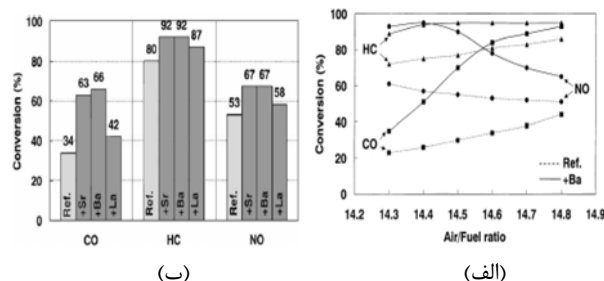 Conversion (%)
100
80
60
40
20
0
34
63
66
42
80
92
92
87
53
67
67
58
Ref.
+Sr
+Ba
+La
Ref.
+Sr
+Ba
+La
Ref.
+Sr
+Ba
+La
CO
HC
NO
(ب)
Conversion (%)
100
80
60
40
20
0
HC
NO
CO
Ref.
+Ba
14.2 14.3 14.4 14.5 14.6 14.7 14.8 14.9
Air/Fuel ratio
(الف)